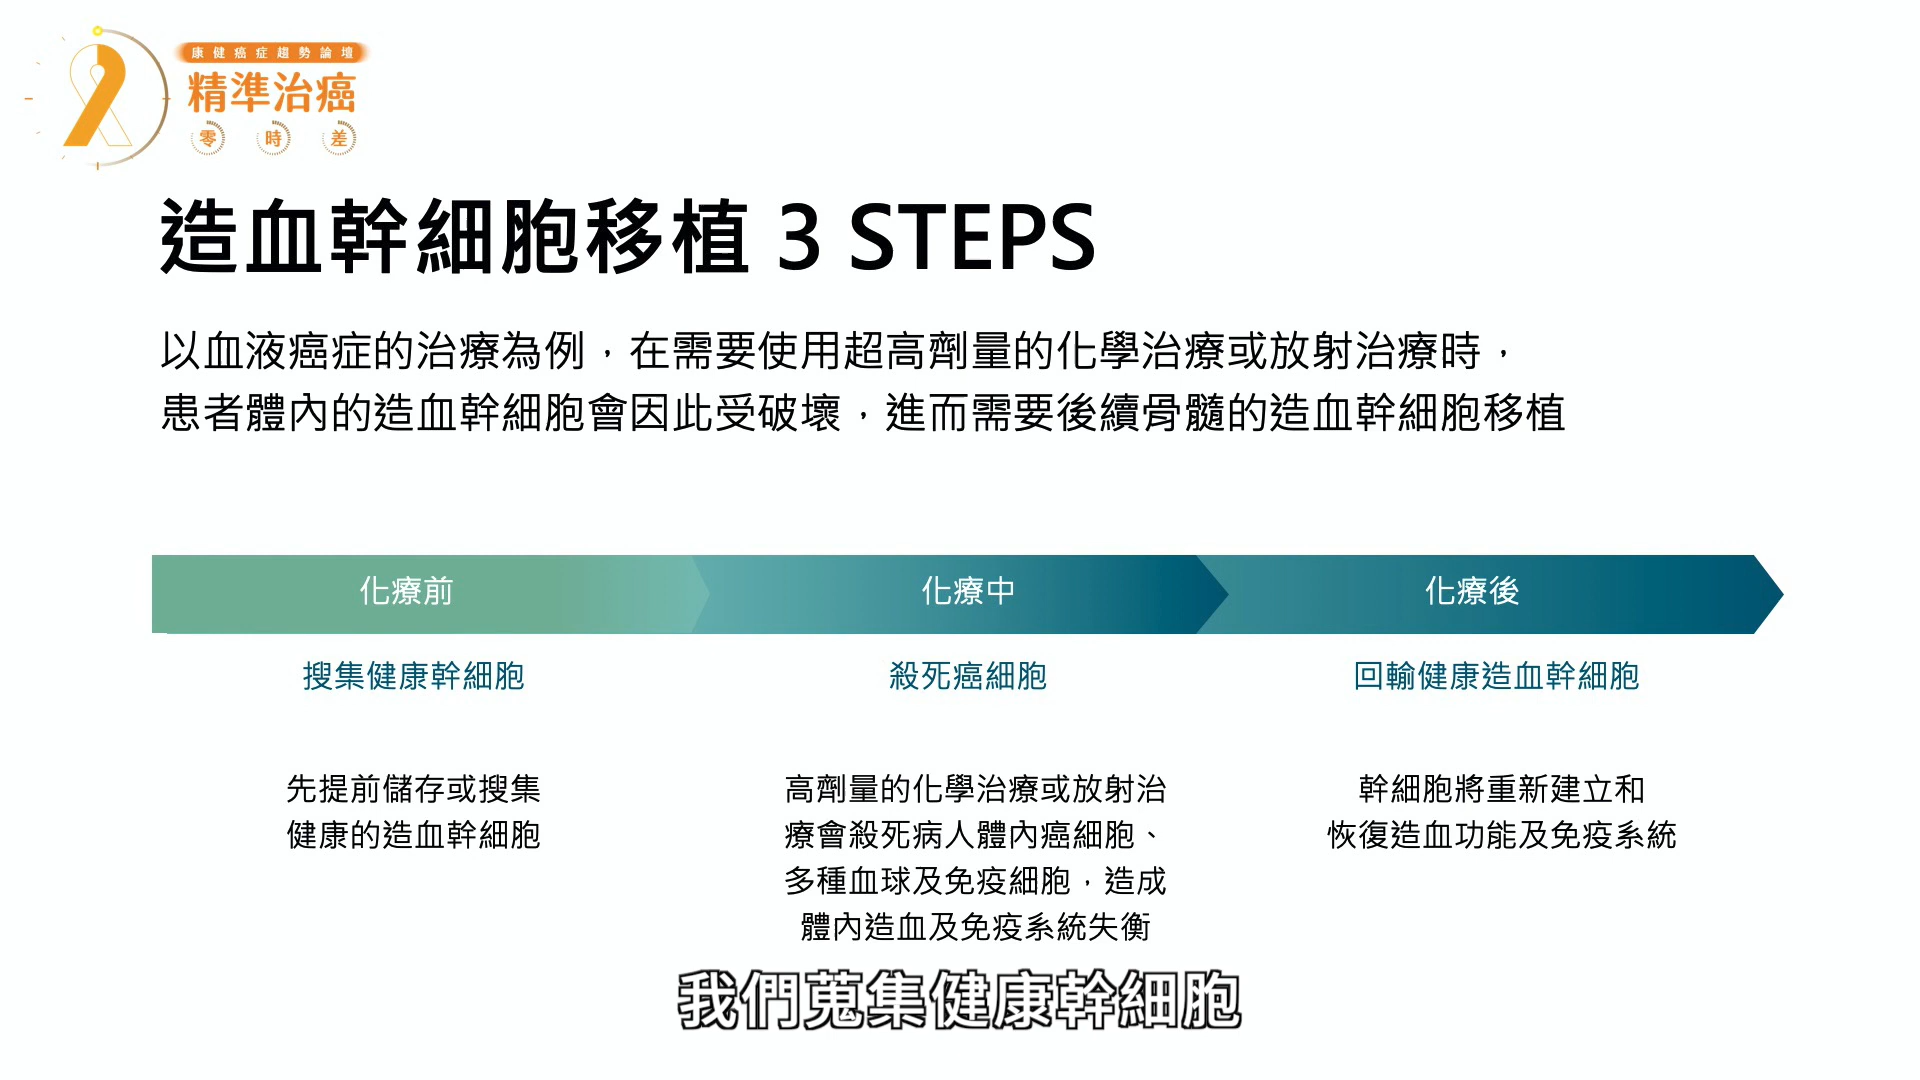 康健癌症趨勢論壇
精準治癌
零 時 差
造血幹細胞移植 3 STEPS
以血液癌症的治療為例，在需要使用超高劑量的化學治療或放射治療時，
患者體內的造血幹細胞會因此受破壞，進而需要後續骨髓的造血幹細胞移植
化療前
化療中
化療後
搜集健康幹細胞
殺死癌細胞
回輸健康造血幹細胞
先提前儲存或搜集
健康的造血幹細胞
高劑量的化學治療或放射治
療會殺死病人體內癌細胞、
多種血球及免疫細胞，造成
體內造血及免疫系統失衡
幹細胞將重新建立和
恢復造血功能及免疫系統
我們蒐集健康幹細胞